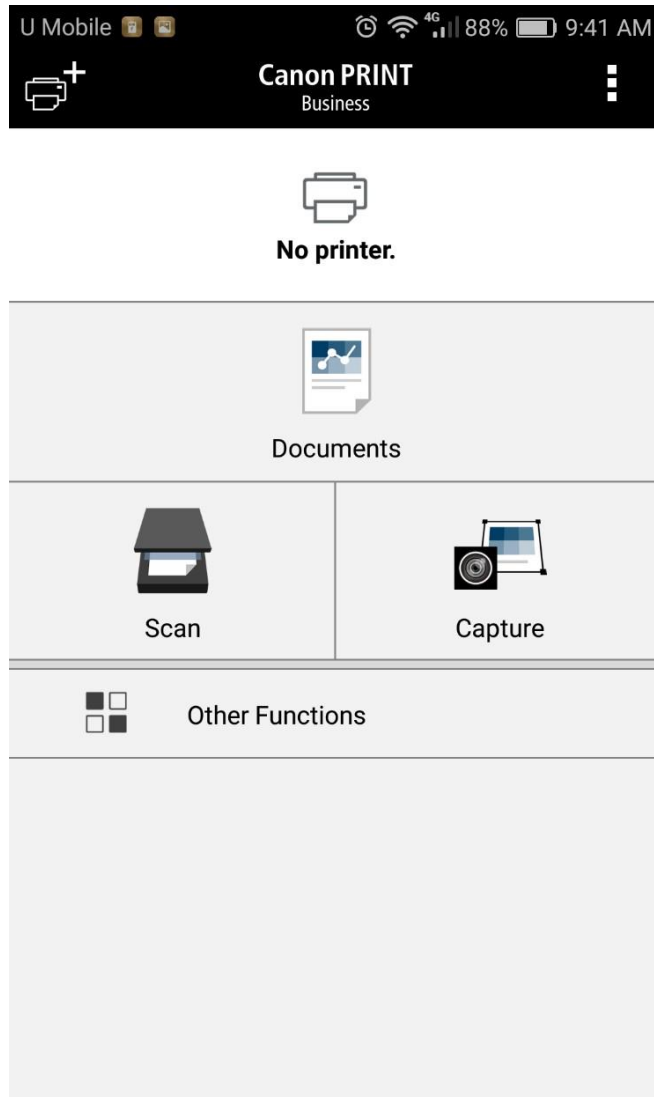 U Mobile 4G 88% 9:41 AM
Canon PRINT
Business
No printer.
Documents
Scan Capture
Other Functions